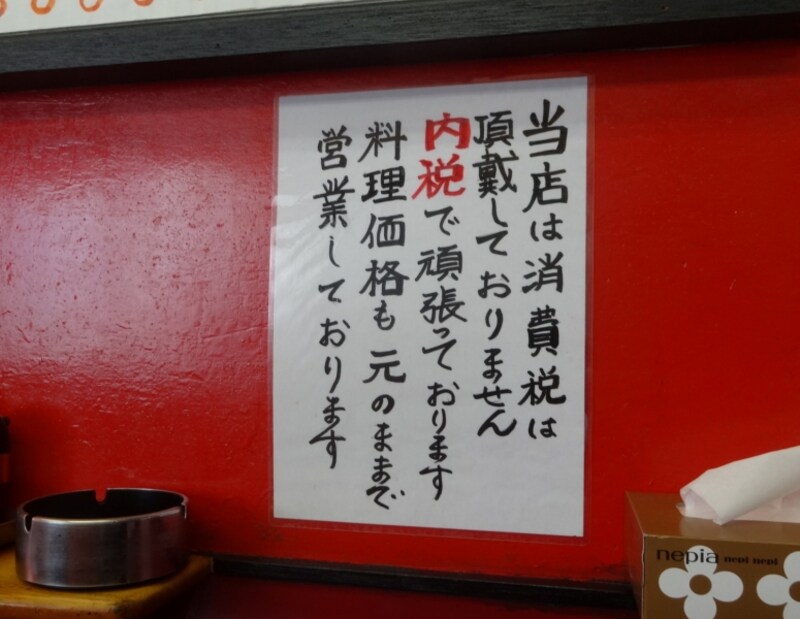 当店は消費税は
頂戴しておりません
内税で頑張っております
料理価格も元のままで
営業しております
nepia nepi nepi